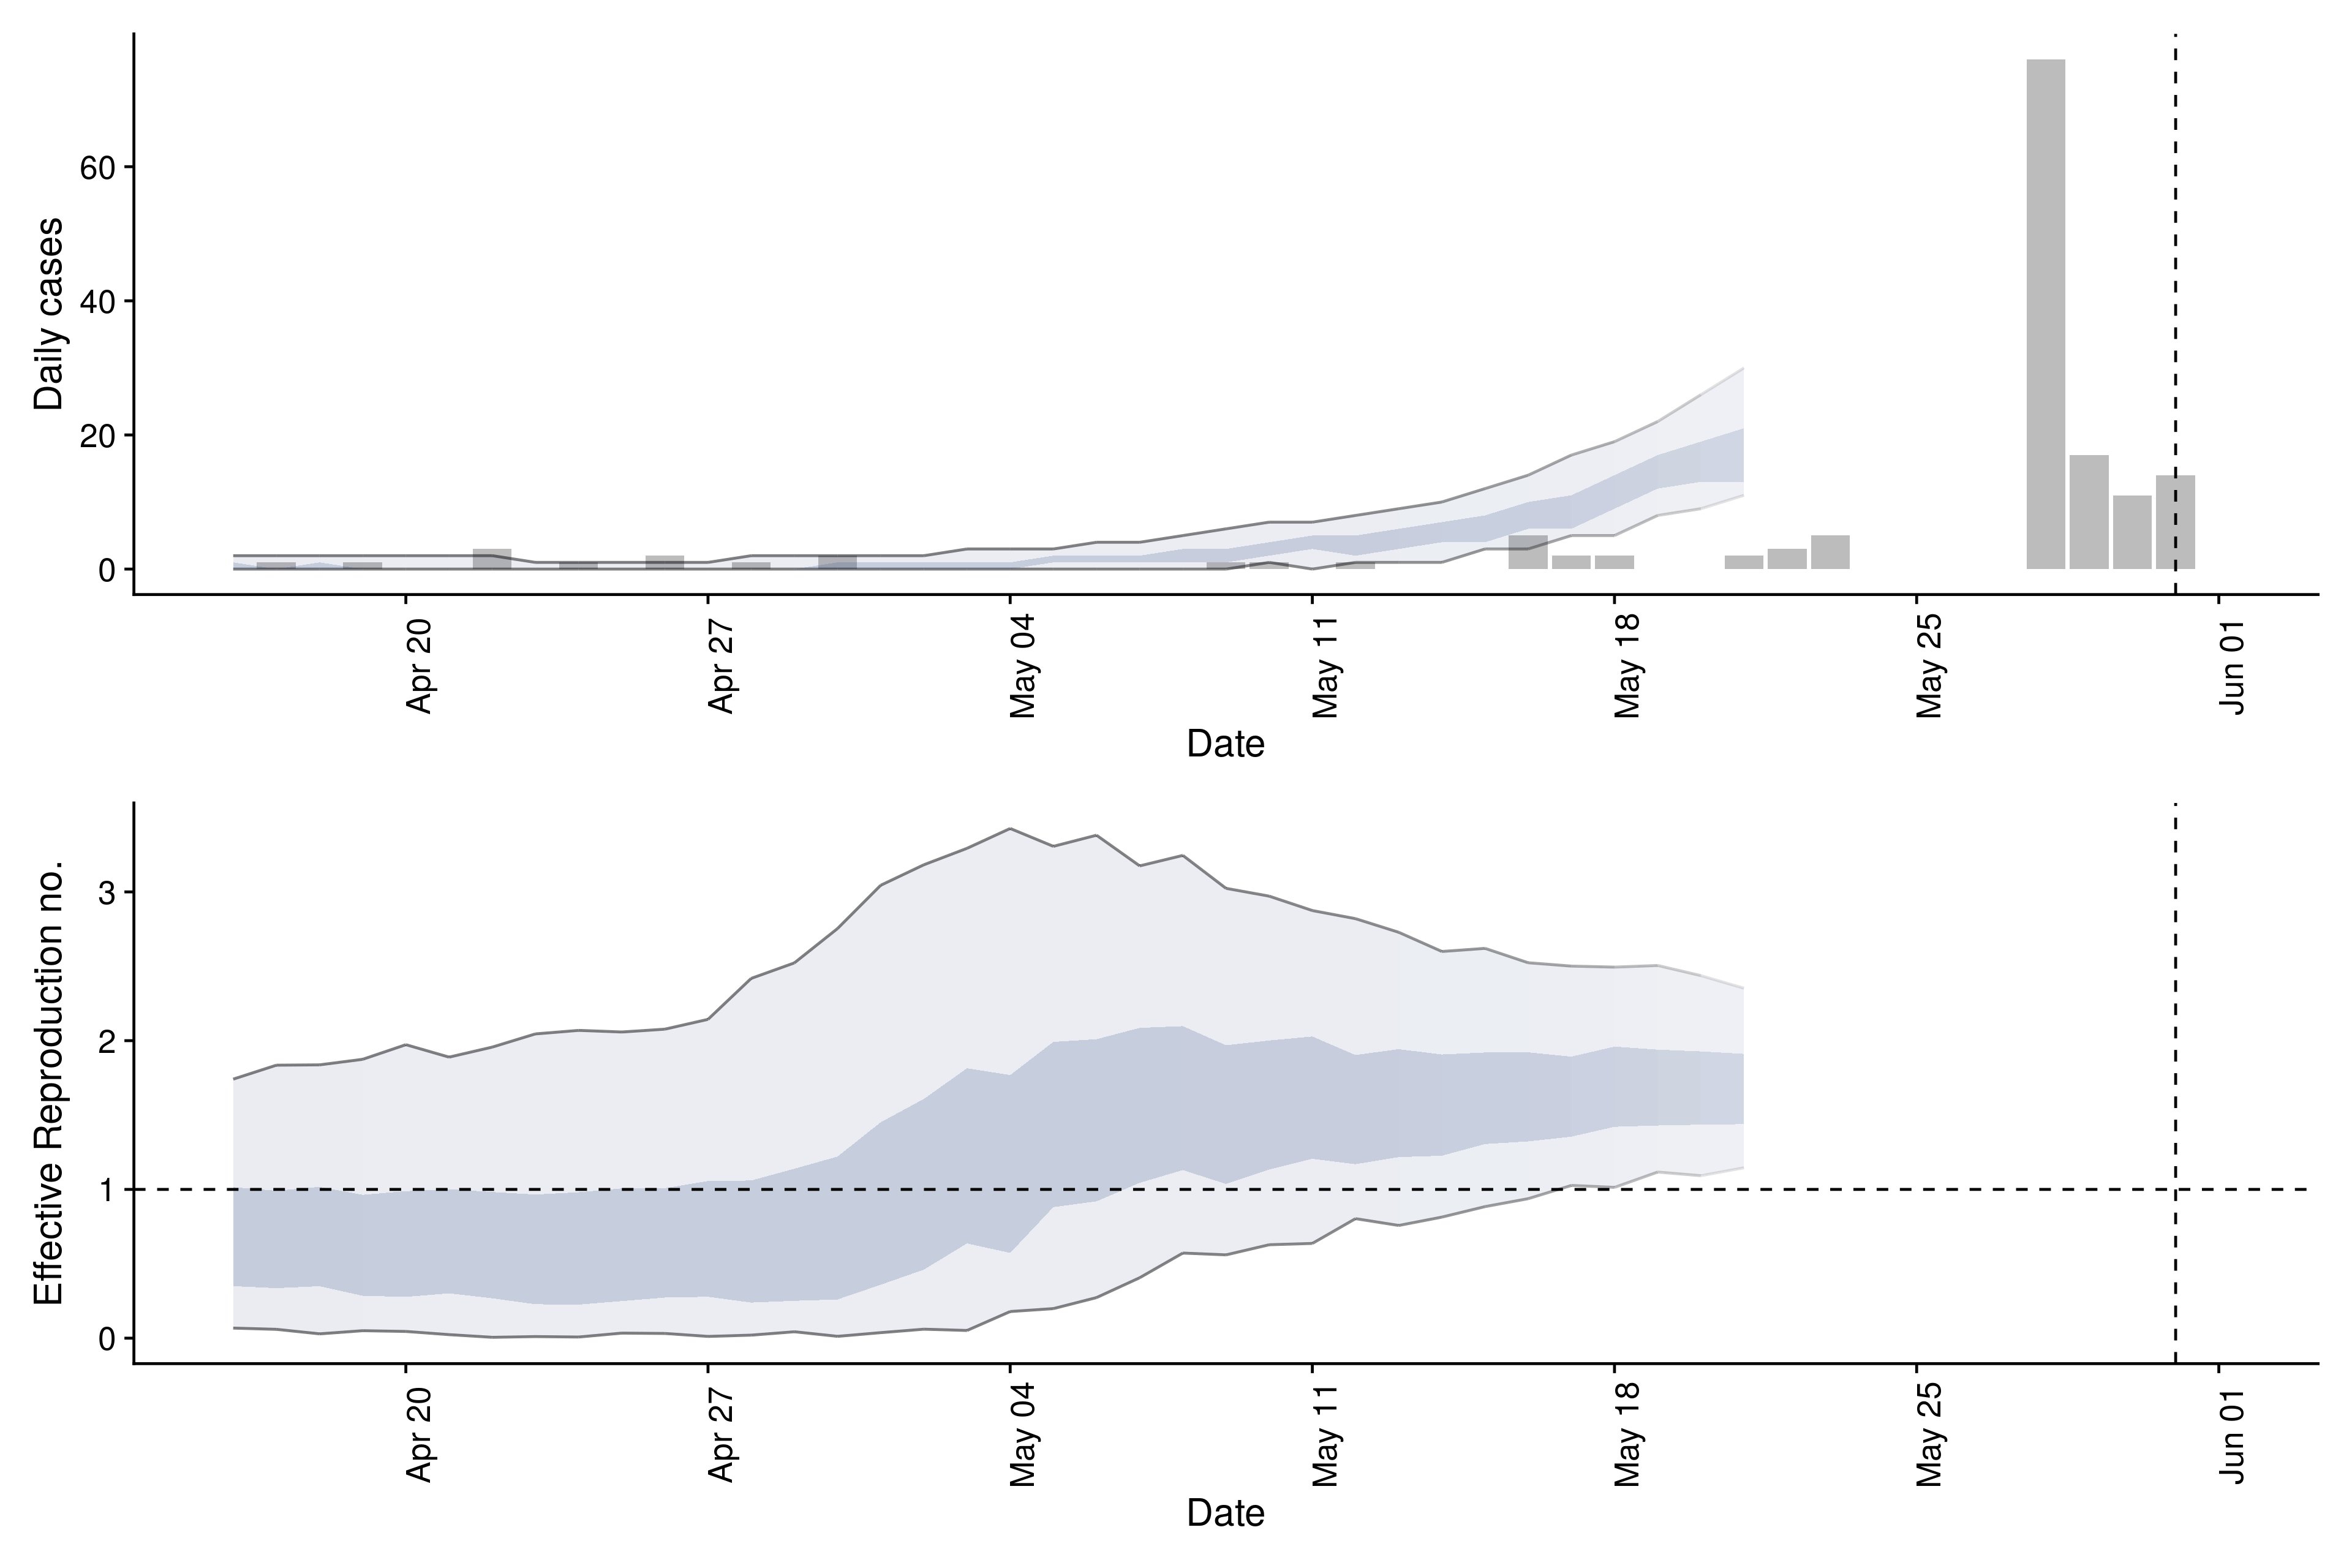 Daily cases
60
40
20
0
Apr 20
Apr 27
May 04
May 11
May 18
May 25
Jun 01
Date
Effective Reproduction no.
3
2
1
0
Apr 20
Apr 27
May 04
May 11
May 18
May 25
Jun 01
Date